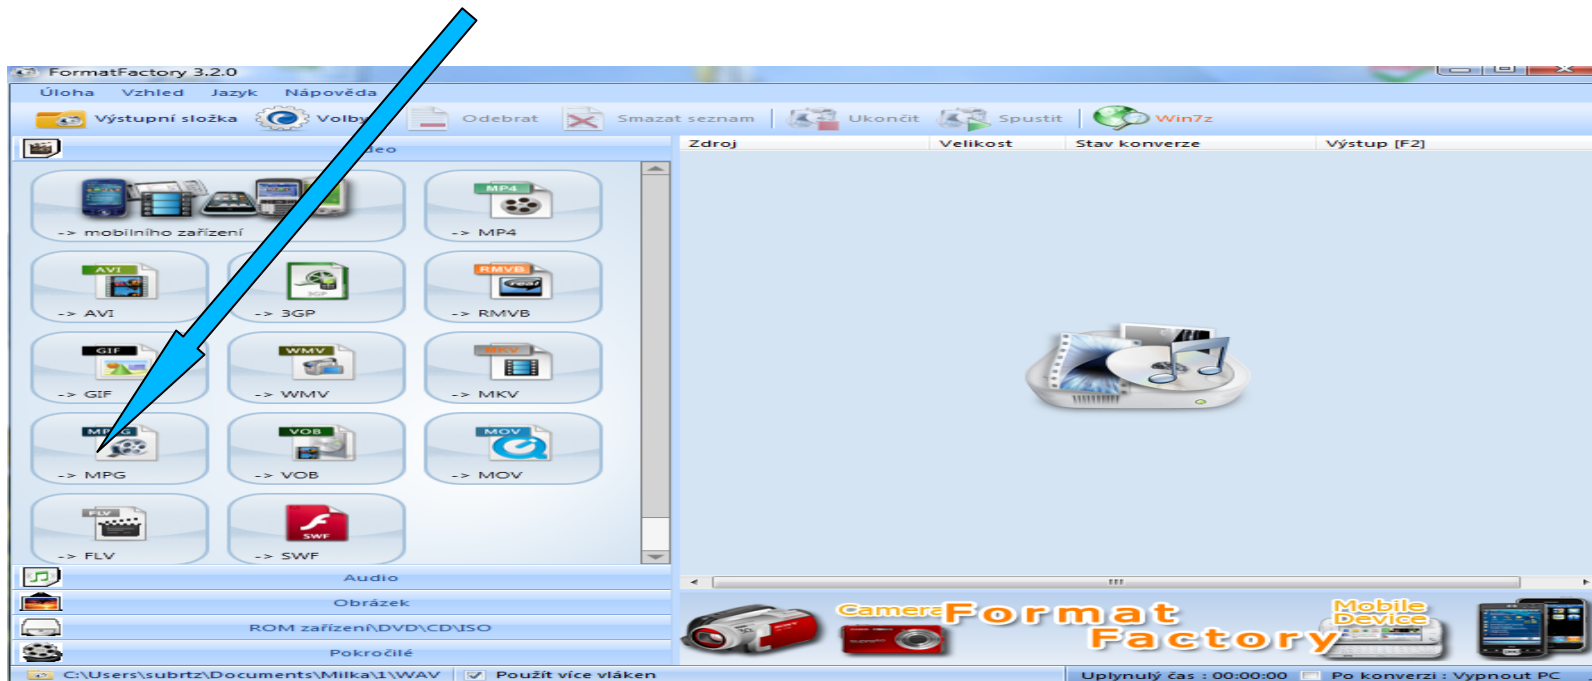 FormatFactory 3.2.0
Úloha Vzhled Jazyk Nápověda
Výstupní složka Volby Odebrat Smazat seznam Ukončit Spustit Win7z
Zdroj Velikost Stav konverze Výstup [F2]
MP4
-> mobilního zařízení -> MP4
AVI 3GP RMVB
real
-> AVI -> 3GP -> RMVB
GIF WMV MKV
-> GIF -> WMV -> MKV
VOB MOV
-> MPG -> VOB -> MOV
FLV SWF
-> FLV -> SWF
Audio
Obrázek
ROM zařízení\DVD\CD\ISO
Pokročilé
Camera Format Factory Mobile Device
C:\Users\subrtz\Documents\Milka\1\WAV Použít více vláken Uplynulý čas : 00:00:00 Po konverzi : Vypnout PC